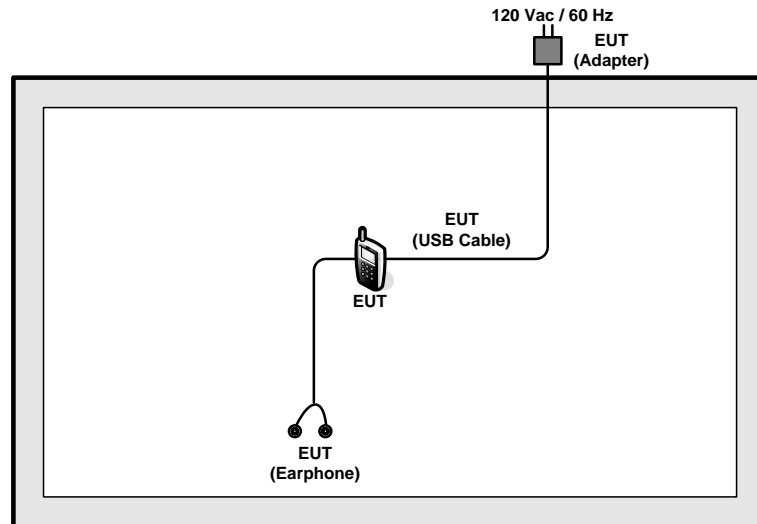 120 Vac / 60 Hz
EUT
(Adapter)
EUT
(USB Cable)
EUT
EUT
(Earphone)